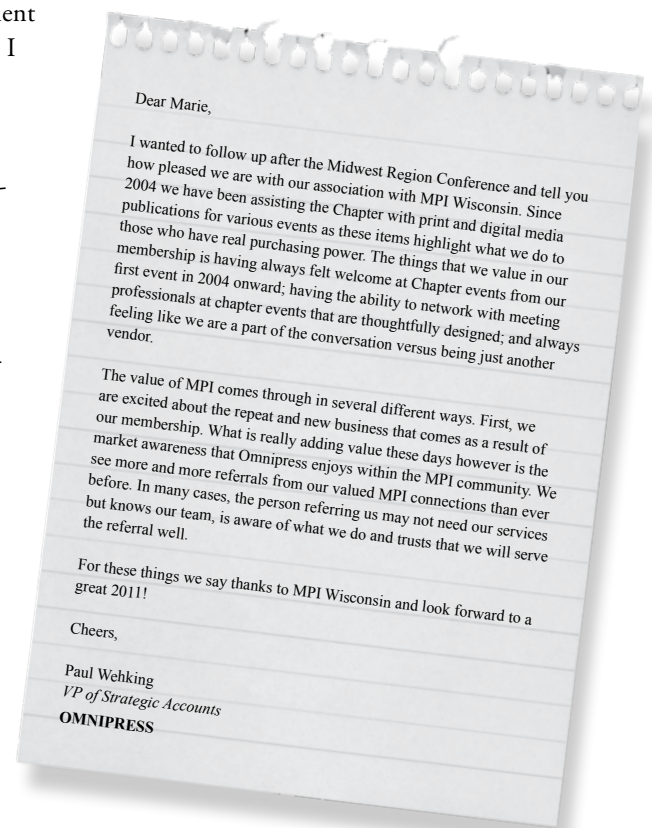 ent
I
Dear Marie,
I wanted to follow up after the Midwest Region Conference and tell you
how pleased we are with our association with MPI Wisconsin. Since
2004 we have been assisting the Chapter with print and digital media
publications for various events as these items highlight what we do to
those who have real purchasing power. The things that we value in our
membership is having always felt welcome at Chapter events from our
first event in 2004 onward; having the ability to network with meeting
professionals at chapter events that are thoughtfully designed; and always
feeling like we are a part of the conversation versus being just another
vendor.
The value of MPI comes through in several different ways. First, we
are excited about the repeat and new business that comes as a result of
our membership. What is really adding value these days however is the
market awareness that Omnipress enjoys within the MPI community. We
see more and more referrals from our valued MPI connections than ever
before. In many cases, the person referring us may not need our services
but knows our team, is aware of what we do and trusts that we will serve
the referral well.
For these things we say thanks to MPI Wisconsin and look forward to a
great 2011!
Cheers,
Paul Wehking
VP of Strategic Accounts
OMNIPRESS